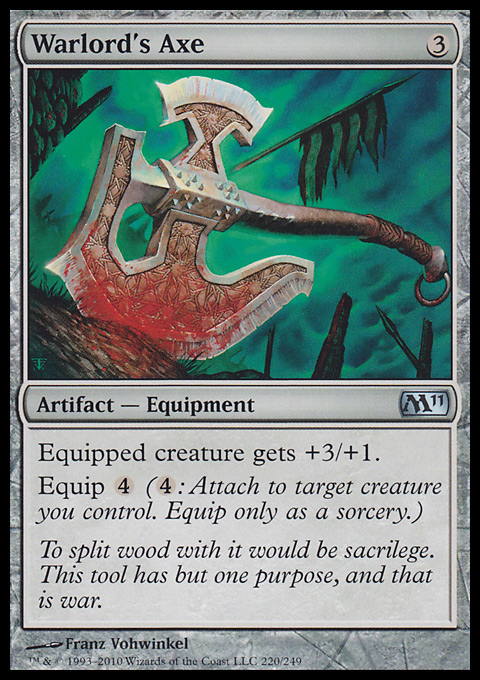 Warlord's Axe 3
Artifact — Equipment M11
Equipped creature gets +3/+1.
Equip 4 (4: Attach to target creature
you control. Equip only as a sorcery.)
To split wood with it would be sacrilege.
This tool has but one purpose, and that
is war.
Franz Vohwinkel
™ & © 1993–2010 Wizards of the Coast LLC 220/249